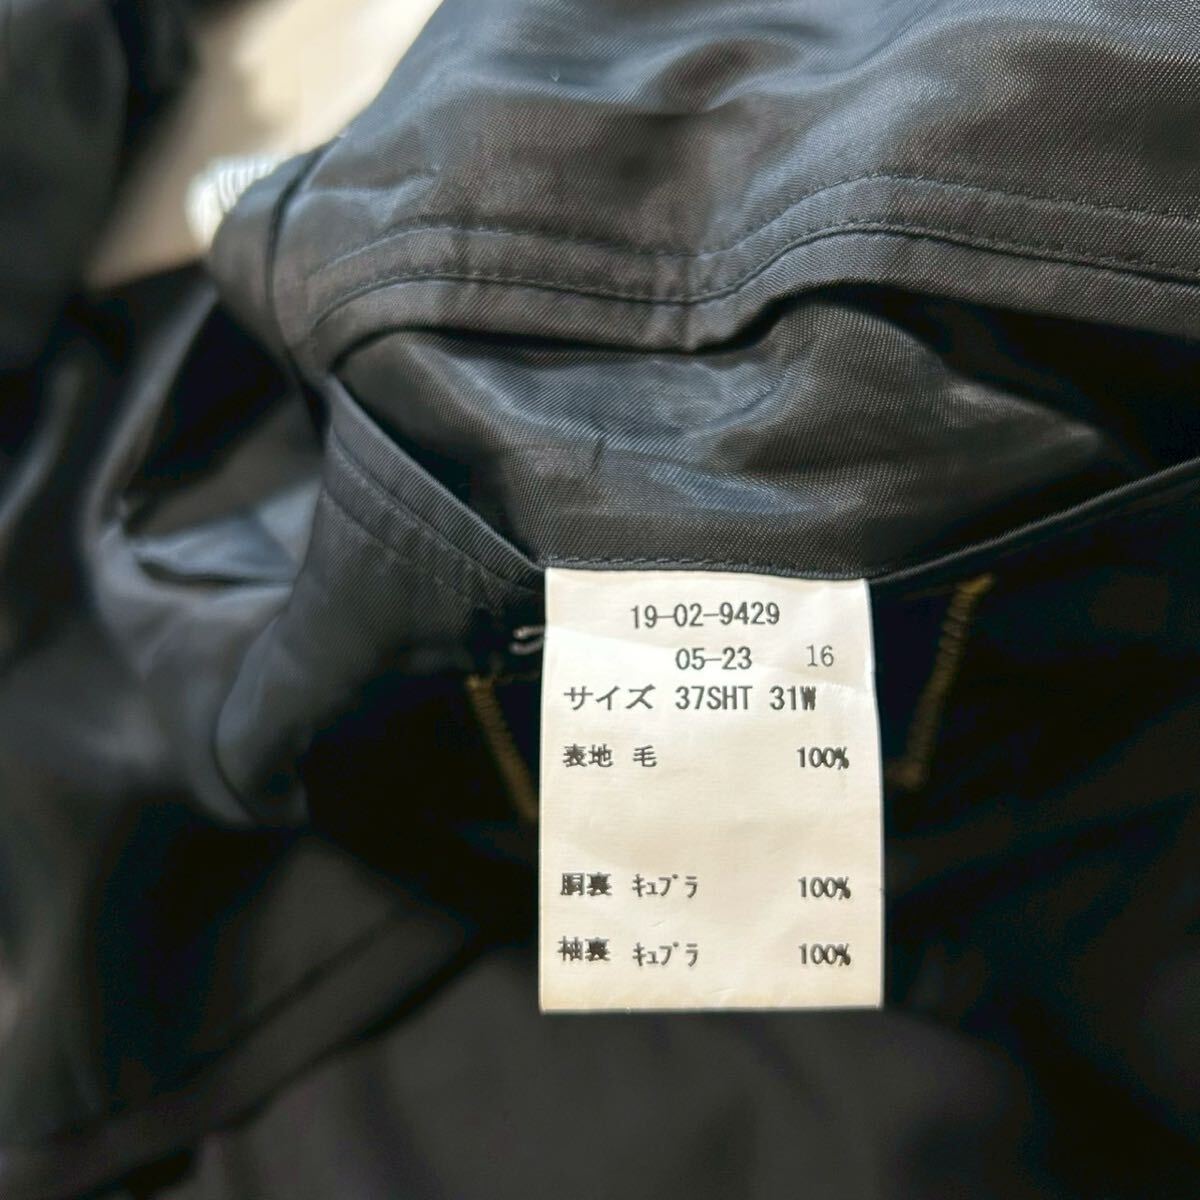 19-02-9429
05-23 16
サイズ 37SHT 31W
表地 毛 100%
胴裏 ｷｭﾌﾟﾗ 100%
袖裏 ｷｭﾌﾟﾗ 100%